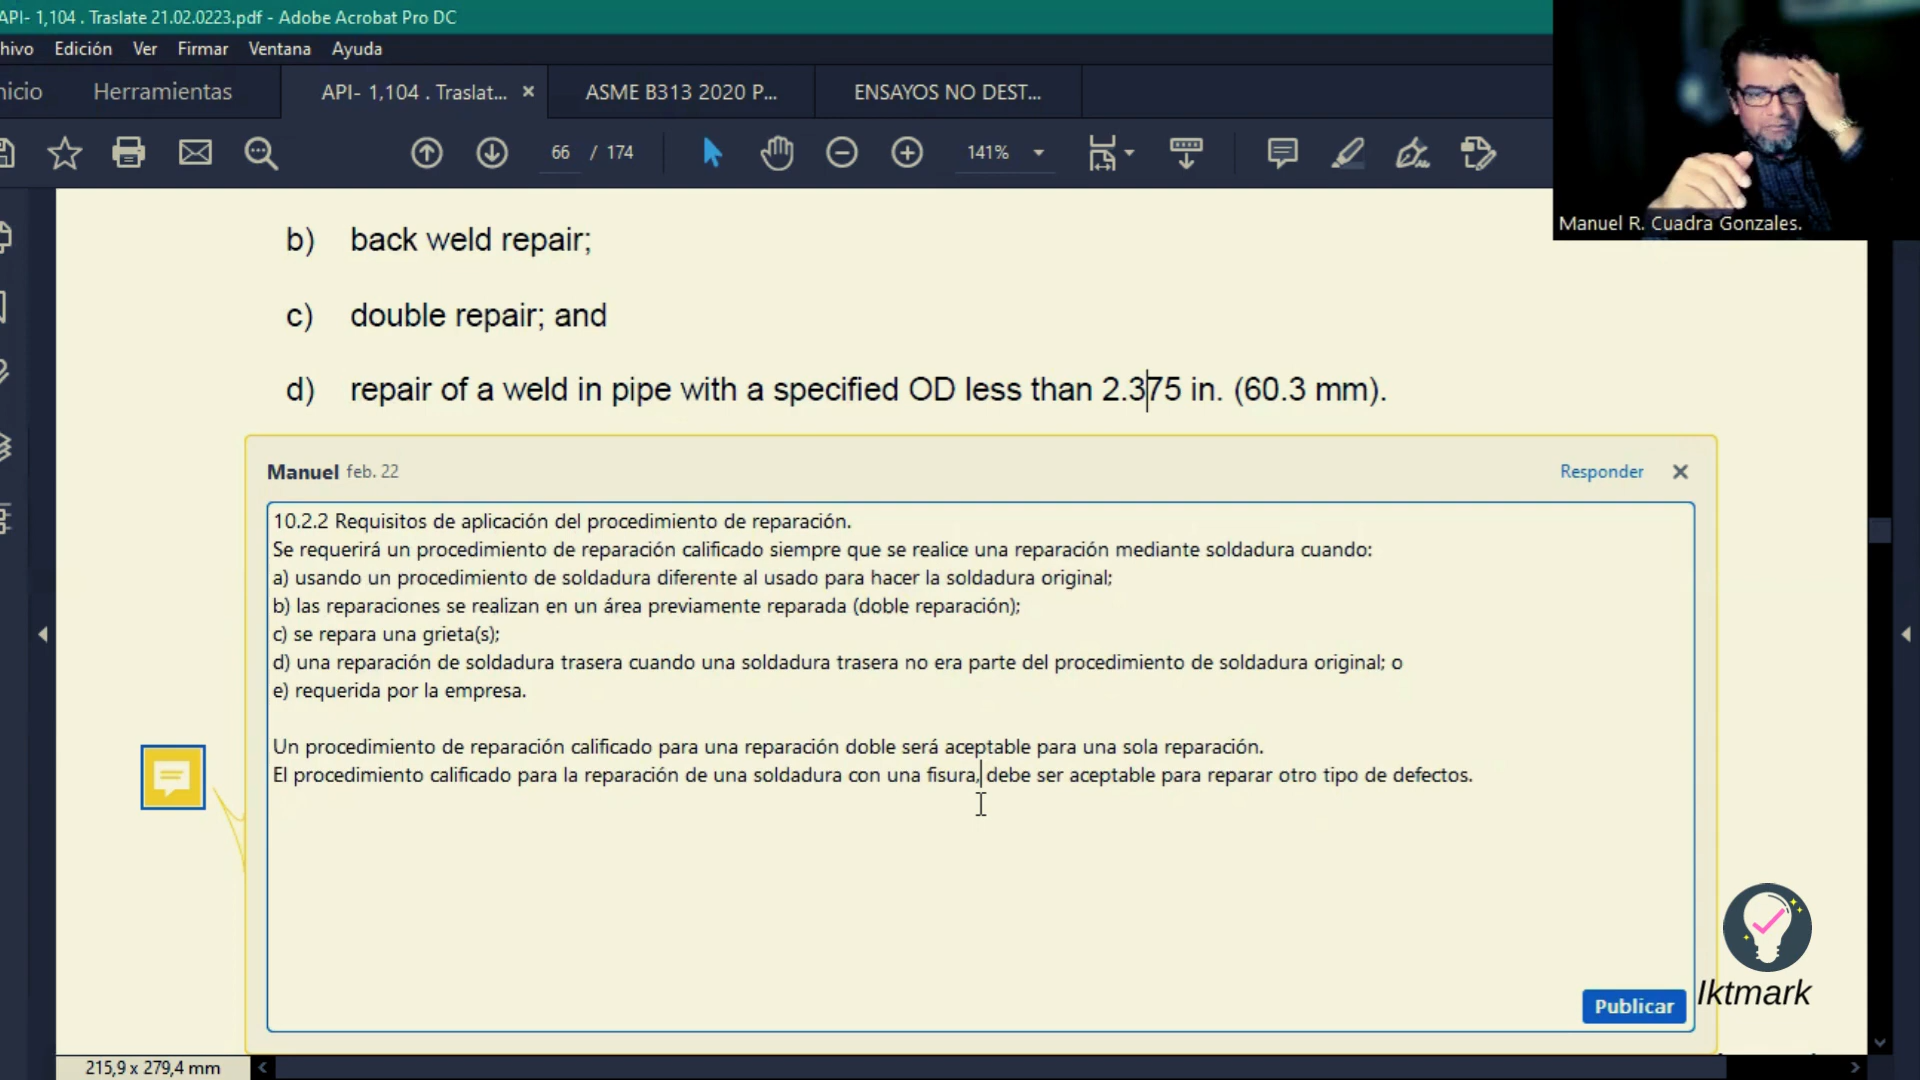 API- 1,104 . Traslate 21.02.0223.pdf - Adobe Acrobat Pro DC
hivo Edición Ver Firmar Ventana Ayuda
nicio Herramientas API- 1,104 . Traslat... × ASME B313 2020 P... ENSAYOS NO DEST...
66 / 174 141%
Manuel R. Cuadra Gonzales.
b) back weld repair;
c) double repair; and
d) repair of a weld in pipe with a specified OD less than 2.375 in. (60.3 mm).
Manuel feb. 22 Responder
10.2.2 Requisitos de aplicación del procedimiento de reparación.
Se requerirá un procedimiento de reparación calificado siempre que se realice una reparación mediante soldadura cuando:
a) usando un procedimiento de soldadura diferente al usado para hacer la soldadura original;
b) las reparaciones se realizan en un área previamente reparada (doble reparación);
c) se repara una grieta(s);
d) una reparación de soldadura trasera cuando una soldadura trasera no era parte del procedimiento de soldadura original; o
e) requerida por la empresa.
Un procedimiento de reparación calificado para una reparación doble será aceptable para una sola reparación.
El procedimiento calificado para la reparación de una soldadura con una fisura, debe ser aceptable para reparar otro tipo de defectos.
Publicar
Iktmark
215,9 x 279,4 mm